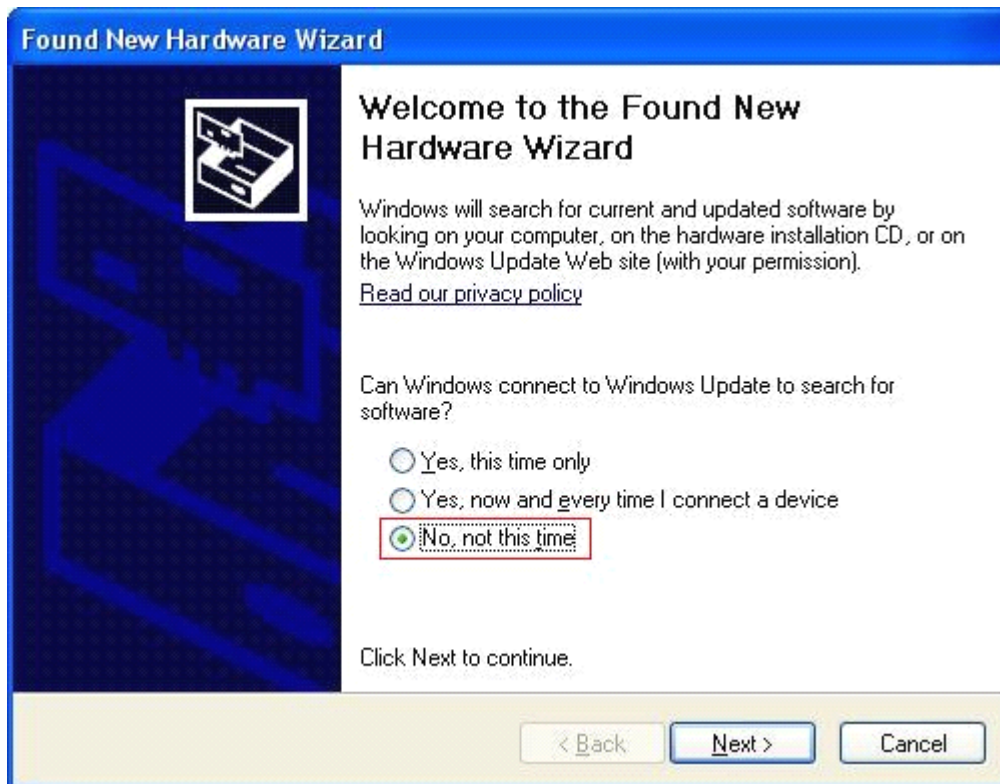 Found New Hardware Wizard
Welcome to the Found New
Hardware Wizard
Windows will search for current and updated software by
looking on your computer, on the hardware installation CD, or on
the Windows Update Web site (with your permission).
Read our privacy policy
Can Windows connect to Windows Update to search for
software?
Yes, this time only
Yes, now and every time I connect a device
No, not this time
Click Next to continue.
< Back
Next >
Cancel